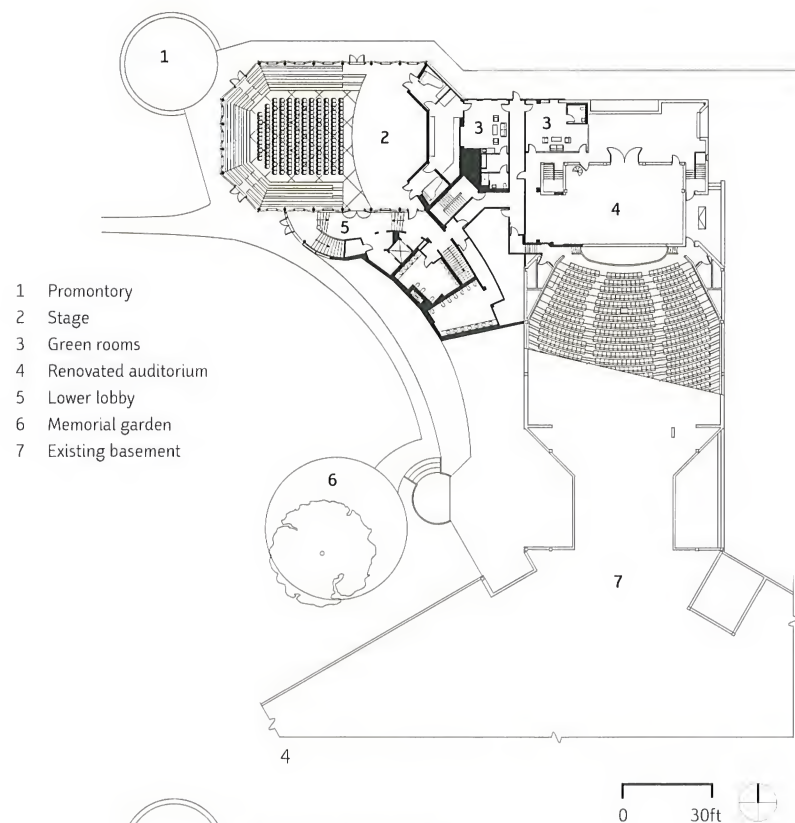 1
2
3
3
4
5
1 Promontory
2 Stage
3 Green rooms
4 Renovated auditorium
5 Lower lobby
6 Memorial garden
7 Existing basement
6
7
4
0 30ft